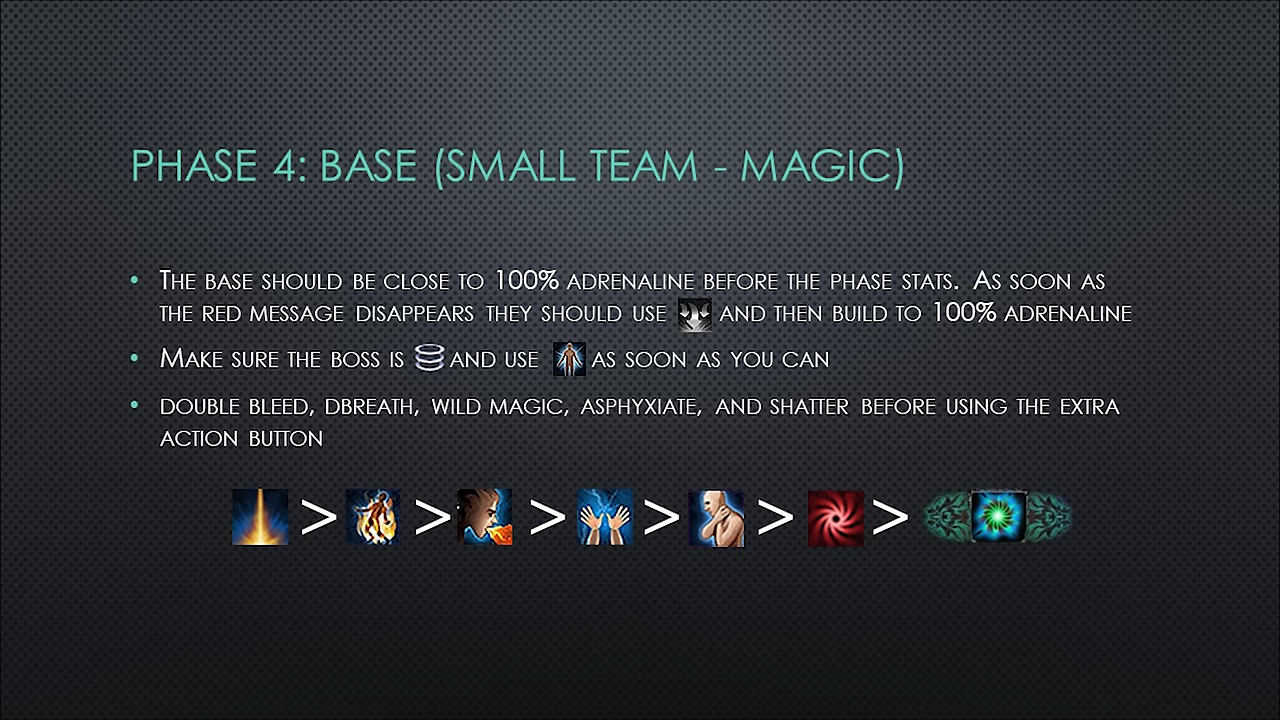 PHASE 4: BASE (SMALL TEAM - MAGIC)
• THE BASE SHOULD BE CLOSE TO 100% ADRENALINE BEFORE THE PHASE STATS. AS SOON AS
THE RED MESSAGE DISAPPEARS THEY SHOULD USE AND THEN BUILD TO 100% ADRENALINE
• MAKE SURE THE BOSS IS AND USE AS SOON AS YOU CAN
• DOUBLE BLEED, DBREATH, WILD MAGIC, ASPHYXIATE, AND SHATTER BEFORE USING THE EXTRA
ACTION BUTTON
> > > > > >